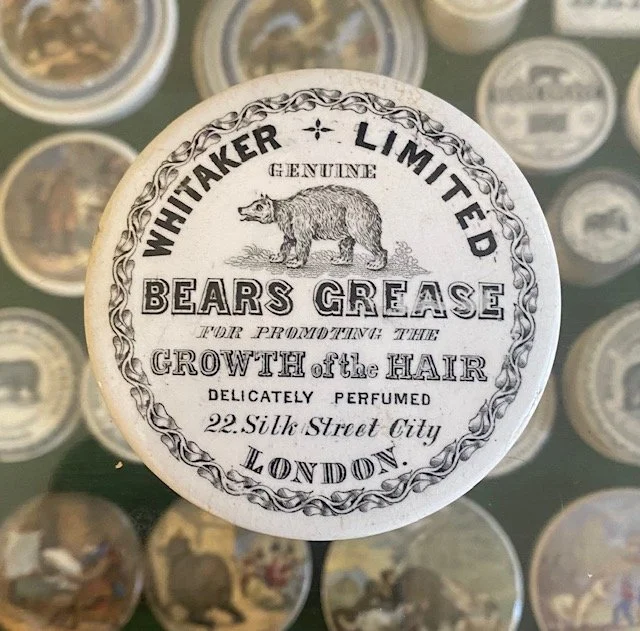 WHITAKER ✣ LIMITED
GENUINE
BEARS GREASE
FOR PROMOTING THE
GROWTH of the HAIR
DELICATELY PERFUMED
22. Silk Street City
LONDON.